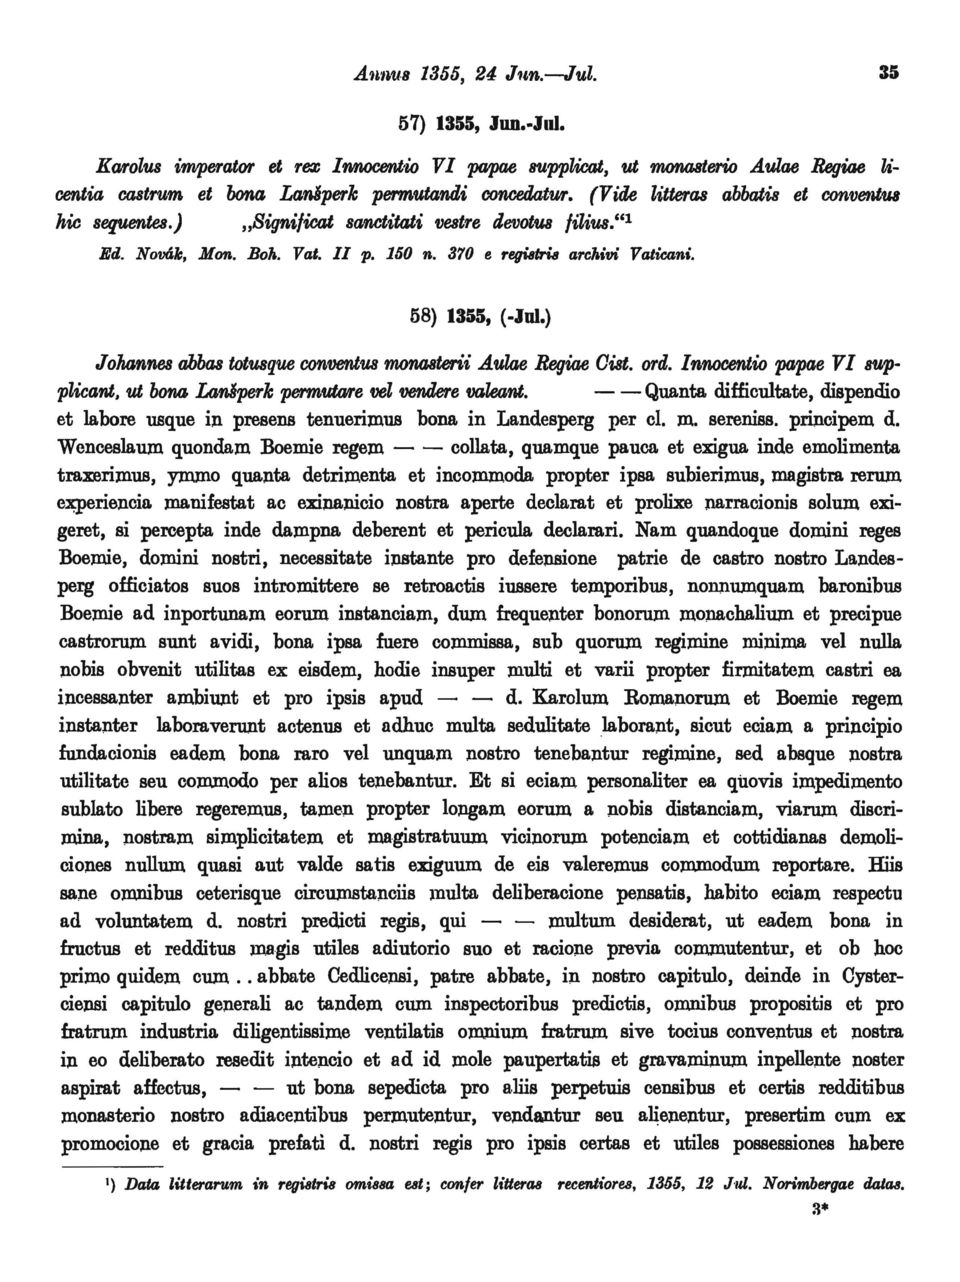 Annus 1355, 24 Jun.—Jul. 35
57) 1355, Jun.-Jul.
Karolus imperator et rex Innocentio VI papae supplicat, ut monasterio Aulae Regiae li-
centia castrum et bona Lanšperk permutandi concedatur. (Vide litteras abbatis et conventus
hic sequentes.) „Significat sanctitati vestre devotus filius.“¹
Ed. Novák, Mon. Boh. Vat. II p. 150 n. 370 e registris archivi Vaticani.
58) 1355, (-Jul.)
Johannes abbas totusque conventus monasterii Aulae Regiae Cist. ord. Innocentio papae VI sup-
plicant, ut bona Lanšperk permutare vel vendere valeant. — — Quanta difficultate, dispendio
et labore usque in presens tenuerimus bona in Landesperg per cl. m. sereniss. principem d.
Wenceslaum quondam Boemie regem — — collata, quamque pauca et exigua inde emolimenta
traxerimus, ymmo quanta detrimenta et incommoda propter ipsa subierimus, magistra rerum
experiencia manifestat ac exinanicio nostra aperte declarat et prolixe narracionis solum exi-
geret, si percepta inde dampna deberent et pericula declarari. Nam quandoque domini reges
Boemie, domini nostri, necessitate instante pro defensione patrie de castro nostro Landes-
perg officiatos suos intromittere se retroactis iussere temporibus, nonnumquam baronibus
Boemie ad inportunam eorum instanciam, dum frequenter bonorum monachalium et precipue
castrorum sunt avidi, bona ipsa fuere commissa, sub quorum regimine minima vel nulla
nobis obvenit utilitas ex eisdem, hodie insuper multi et varii propter firmitatem castri ea
incessanter ambiunt et pro ipsis apud — — d. Karolum Romanorum et Boemie regem
instanter laboraverunt actenus et adhuc multa sedulitate laborant, sicut eciam a principio
fundacionis eadem bona raro vel unquam nostro tenebantur regimine, sed absque nostra
utilitate seu commodo per alios tenebantur. Et si eciam personaliter ea quovis impedimento
sublato libere regeremus, tamen propter longam eorum a nobis distanciam, viarum discri-
mina, nostram simplicitatem et magistratuum vicinorum potenciam et cottidianas demoli-
ciones nullum quasi aut valde satis exiguum de eis valeremus commodum reportare. Hiis
sane omnibus ceterisque circumstanciis multa deliberacione pensatis, habito eciam respectu
ad voluntatem d. nostri predicti regis, qui — — multum desiderat, ut eadem bona in
fructus et redditus magis utiles adiutorio suo et racione previa commutentur, et ob hoc
primo quidem cum . . abbate Cedlicensi, patre abbate, in nostro capitulo, deinde in Cyster-
ciensi capitulo generali ac tandem cum inspectoribus predictis, omnibus propositis et pro
fratrum industria diligentissime ventilatis omnium fratrum sive tocius conventus et nostra
in eo deliberato resedit intencio et ad id mole paupertatis et gravaminum inpellente noster
aspirat affectus, — — ut bona sepedicta pro aliis perpetuis censibus et certis redditibus
monasterio nostro adiacentibus permutentur, vendantur seu alienentur, presertim cum ex
promocione et gracia prefati d. nostri regis pro ipsis certas et utiles possessiones habere
¹) Data litterarum in registris omissa est; confer litteras recentiores, 1355, 12 Jul. Norimbergae datas.
3*